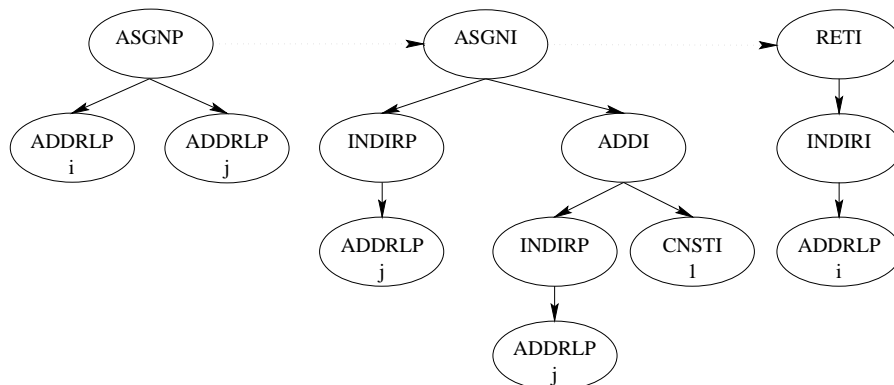 ASGNP
ASGNI
RETI
ADDRLP
i
ADDRLP
j
INDIRP
ADDI
INDIRI
ADDRLP
j
INDIRP
CNSTI
1
ADDRLP
i
ADDRLP
j